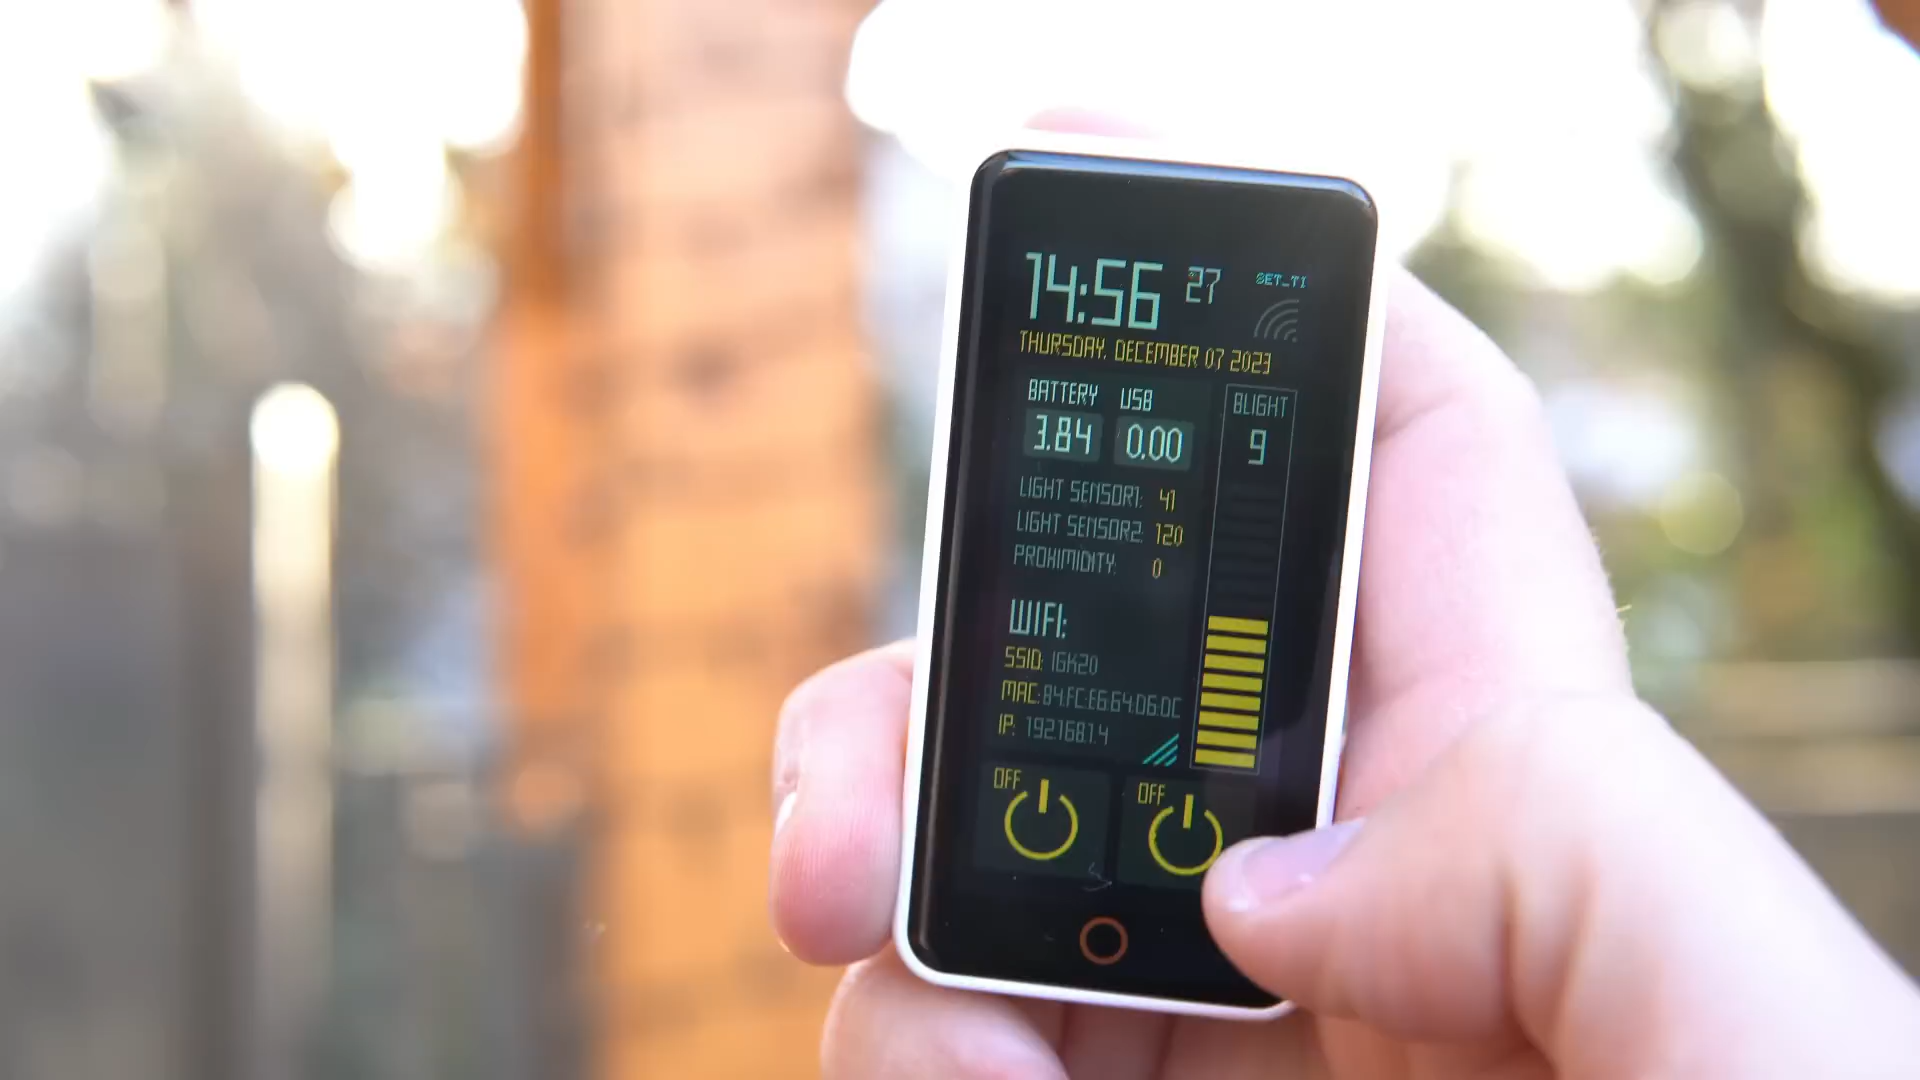 14:56 27 SET_TI
THURSDAY, DECEMBER 07 2023
BATTERY USB BLIGHT
3.84 0.00 9
LIGHT SENSOR1: 41
LIGHT SENSOR2: 120
PROHIMIDITY: 0
WIFI:
SSID: IGK20
MAC:84:FC:E6:64:D6:DC
IP: 192.168.1.4
OFF OFF